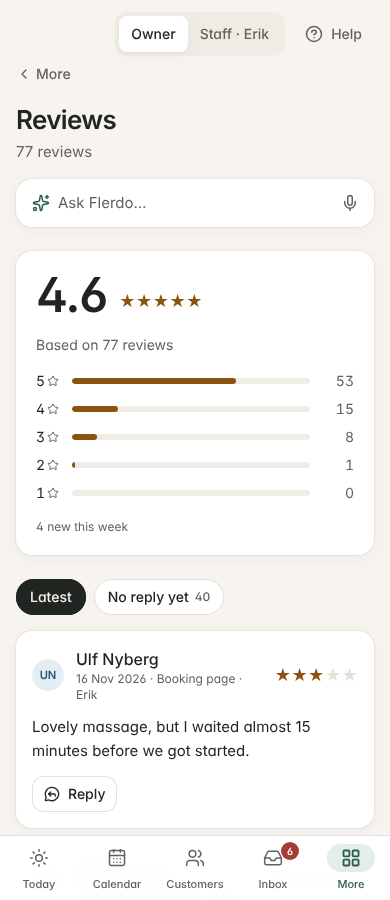 Owner
Staff · Erik
Help
More
Reviews
77 reviews
Ask Flerdo...
4.6 ★★★★★
Based on 77 reviews
5☆ 53
4☆ 15
3☆ 8
2☆ 1
1☆ 0
4 new this week
Latest
No reply yet 40
UN
Ulf Nyberg
16 Nov 2026 · Booking page ·
Erik
★★★★★
Lovely massage, but I waited almost 15
minutes before we got started.
Reply
6
Today
Calendar
Customers
Inbox
More